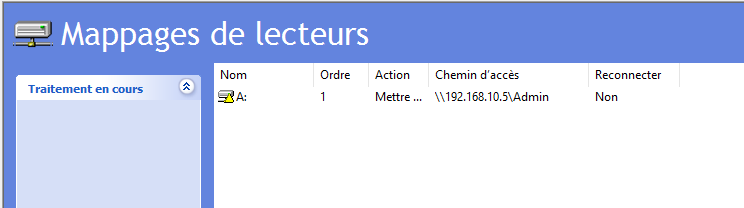 Mappages de lecteurs
Traitement en cours
Nom Ordre Action Chemin d'accès Reconnecter
A: 1 Mettre ... \\192.168.10.5\Admin Non